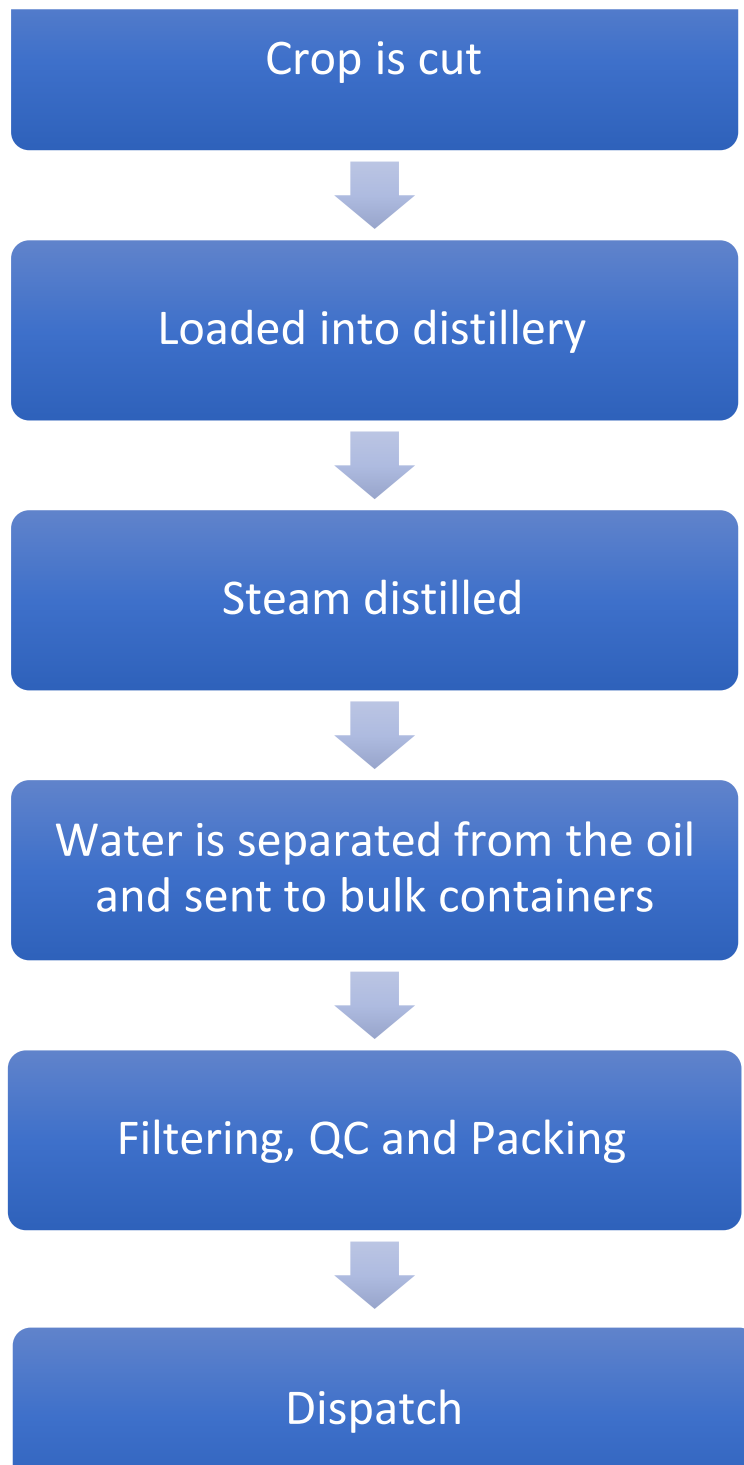 Crop is cut
Loaded into distillery
Steam distilled
Water is separated from the oil
and sent to bulk containers
Filtering, QC and Packing
Dispatch